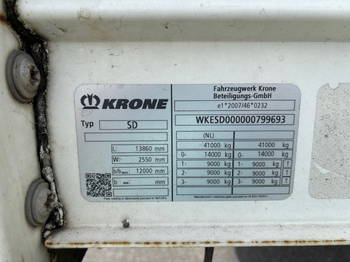 KRONE
Fahrzeugwerk Krone
Beteiligungs-GmbH
e1*2007/46*0232
Typ SD
WKESD000000799693
(NL)
L: 13860 mm
W: 2550 mm
12000 mm
b mm
41000 kg 41000 kg
0- 14000 kg 0- 14000 kg
1- 9000 kg 1- 9000 kg T
2- 9000 kg 2- 9000 kg T
3- 9000 kg 3- 9000 kg T